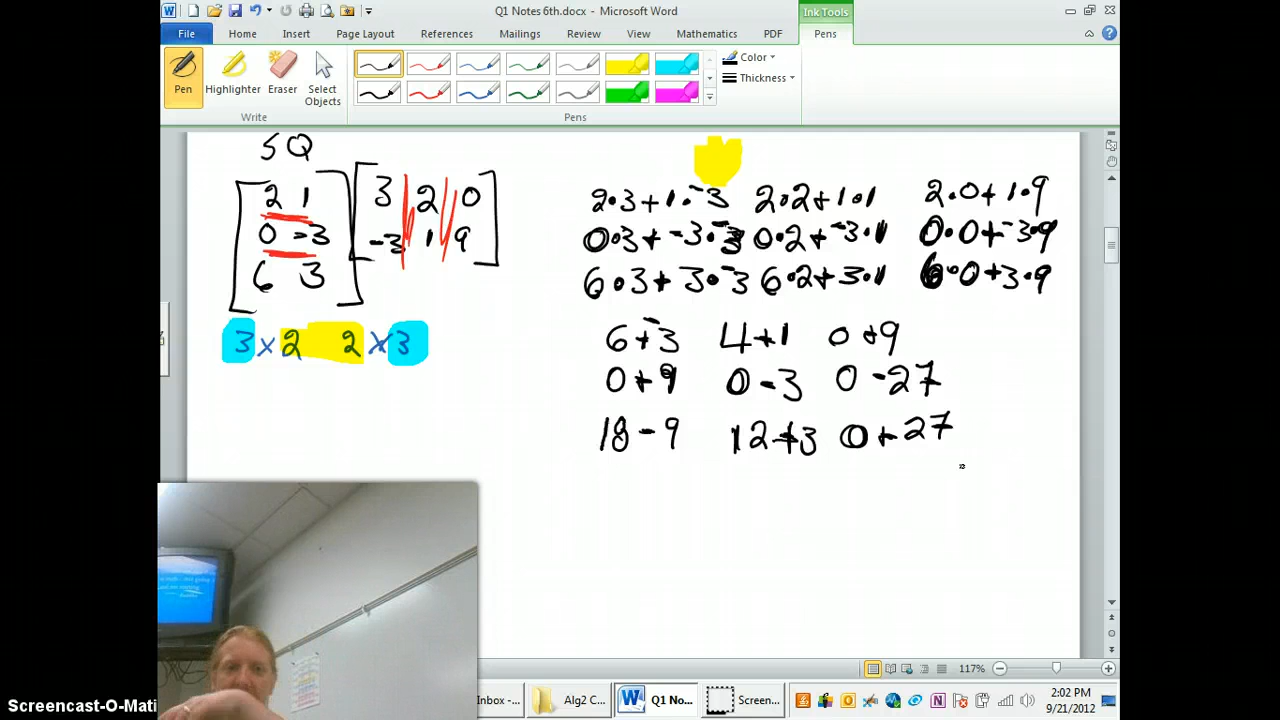 Q1 Notes 6th.docx - Microsoft Word
Ink Tools
File Home Insert Page Layout References Mailings Review View Mathematics PDF Pens
Pen Highlighter Eraser Select Objects
Color
Thickness
Write
Pens
SQ
2 1
0 -3
6 3
3 2 0
-3 1 9
3 x 2 2 x 3
2·3+1·-3 2·2+1·1 2·0+1·9
0·3+-3·-3 0·2+-3·1 0·0+-3·9
6·3+3·-3 6·2+3·1 6·0+3·9
6+-3 4+1 0+9
0+9 0-3 0-27
18-9 12+3 0+27
117%
Inbox -
Alg2 C...
Q1 No...
Screen...
2:02 PM
9/21/2012
Screencast-O-Mati